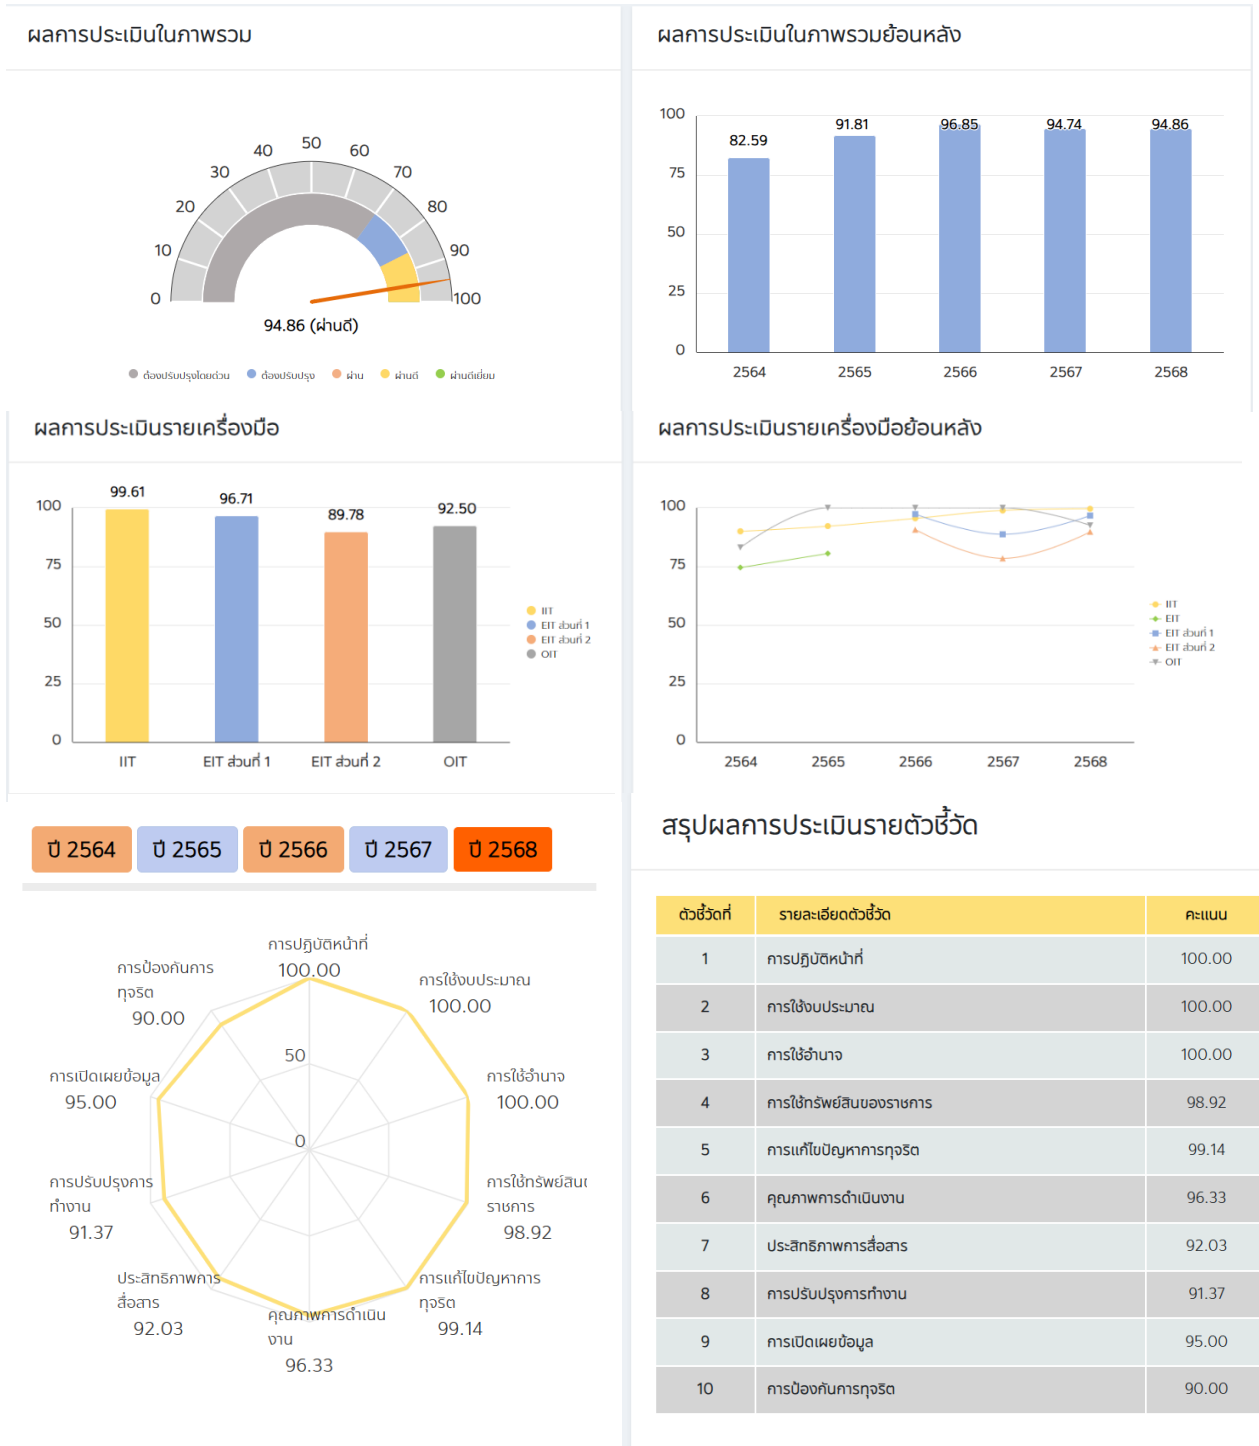 ผลการประเมินในภาพรวม
0
10
20
30
40
50
60
70
80
90
100
94.86 (ผ่านดี)
ต้องปรับปรุงโดยด่วน ต้องปรับปรุง ผ่าน ผ่านดี ผ่านดีเยี่ยม
ผลการประเมินในภาพรวมย้อนหลัง
100
75
50
25
0
82.59 91.81 96.85 94.74 94.86
2564 2565 2566 2567 2568
ผลการประเมินรายเครื่องมือ
100
75
50
25
0
99.61 96.71 89.78 92.50
IIT EIT ส่วนที่ 1 EIT ส่วนที่ 2 OIT
IIT
EIT ส่วนที่ 1
EIT ส่วนที่ 2
OIT
ผลการประเมินรายเครื่องมือย้อนหลัง
100
75
50
25
0
2564 2565 2566 2567 2568
IIT
EIT
EIT ส่วนที่ 1
EIT ส่วนที่ 2
OIT
ปี 2564 ปี 2565 ปี 2566 ปี 2567 ปี 2568
การปฏิบัติหน้าที่
100.00
การใช้งบประมาณ
100.00
การใช้อำนาจ
100.00
การใช้ทรัพย์สิน
ราชการ
98.92
การแก้ไขปัญหาการ
ทุจริต
99.14
คุณภาพการดำเนิน
งาน
96.33
ประสิทธิภาพการ
สื่อสาร
92.03
การปรับปรุงการ
ทำงาน
91.37
การเปิดเผยข้อมูล
95.00
การป้องกันการ
ทุจริต
90.00
50
0
สรุปผลการประเมินรายตัวชี้วัด
ตัวชี้วัดที่ รายละเอียดตัวชี้วัด คะแนน
1 การปฏิบัติหน้าที่ 100.00
2 การใช้งบประมาณ 100.00
3 การใช้อำนาจ 100.00
4 การใช้ทรัพย์สินของราชการ 98.92
5 การแก้ไขปัญหาการทุจริต 99.14
6 คุณภาพการดำเนินงาน 96.33
7 ประสิทธิภาพการสื่อสาร 92.03
8 การปรับปรุงการทำงาน 91.37
9 การเปิดเผยข้อมูล 95.00
10 การป้องกันการทุจริต 90.00